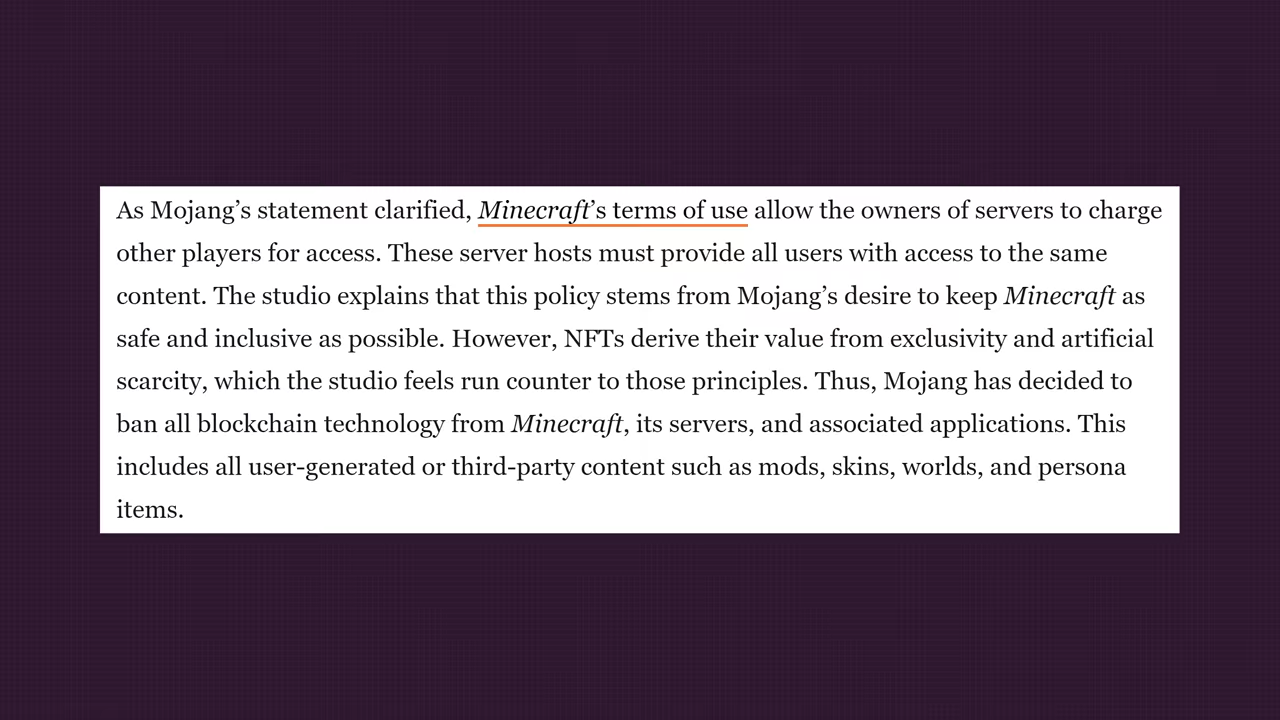 As Mojang’s statement clarified, Minecraft’s terms of use allow the owners of servers to charge
other players for access. These server hosts must provide all users with access to the same
content. The studio explains that this policy stems from Mojang’s desire to keep Minecraft as
safe and inclusive as possible. However, NFTs derive their value from exclusivity and artificial
scarcity, which the studio feels run counter to those principles. Thus, Mojang has decided to
ban all blockchain technology from Minecraft, its servers, and associated applications. This
includes all user-generated or third-party content such as mods, skins, worlds, and persona
items.